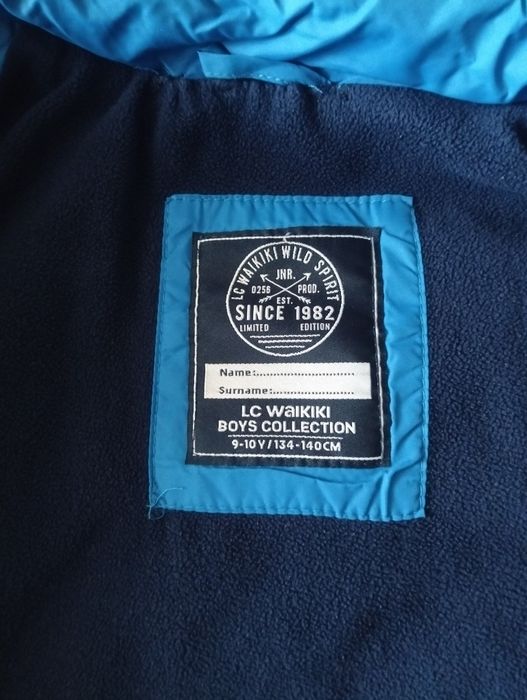 LC WAIKIKI WILD SPIRIT
JNR.
0256 PROD.
EST.
SINCE 1982
LIMITED EDITION
Name:............................
Surname:.......................
LC WAIKIKI
BOYS COLLECTION
9-10 Y / 134-140CM